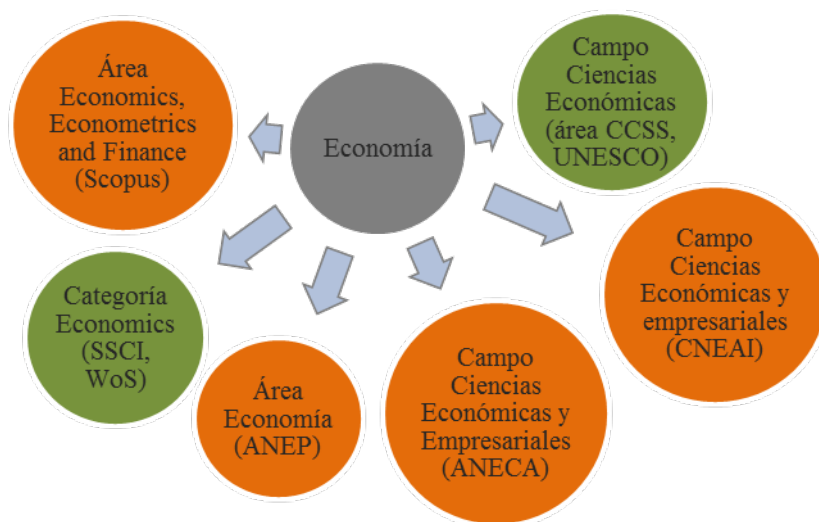 Área
Economics,
Econometrics
and Finance
(Scopus)
Economía
Campo
Ciencias
Económicas
(área CCSS,
UNESCO)
Campo
Ciencias
Económicas y
empresariales
(CNEAI)
Categoría
Economics
(SSCI,
WoS)
Área
Economía
(ANEP)
Campo
Ciencias
Económicas y
Empresariales
(ANECA)